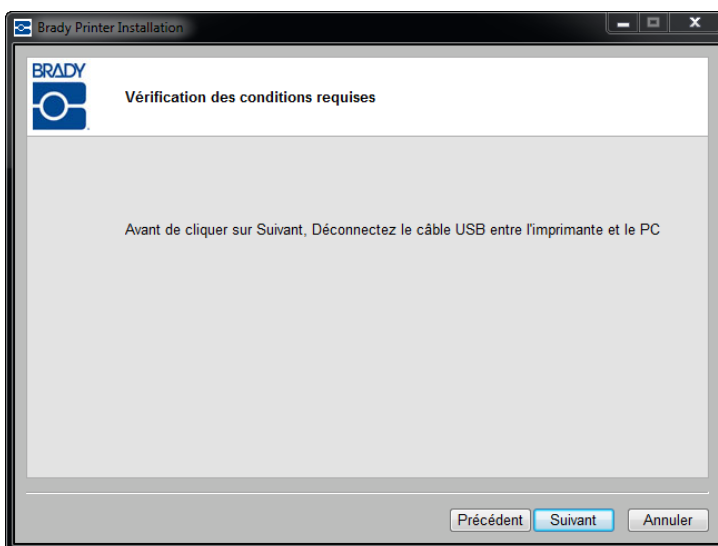 Brady Printer Installation
BRADY
Vérification des conditions requises
Avant de cliquer sur Suivant, Déconnectez le câble USB entre l'imprimante et le PC
Précédent Suivant Annuler